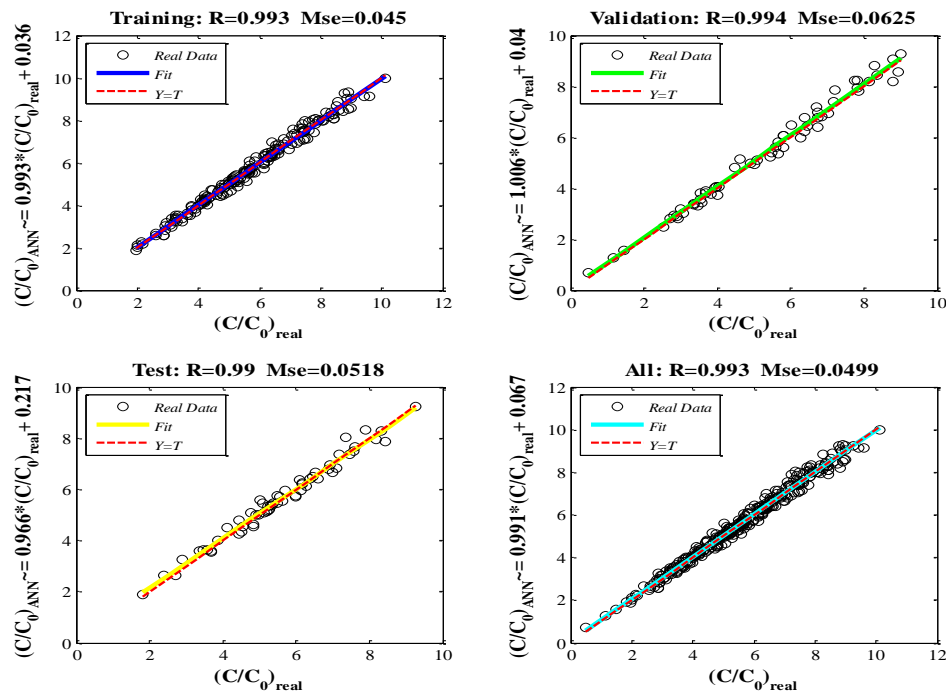 Training: R=0.993 Mse=0.045
(C/C0)ANN~= 0.993*(C/C0)real+ 0.036
12
10
8
6
4
2
0
Real Data
Fit
Y=T
0 2 4 6 8 10 12
(C/C0)real
Validation: R=0.994 Mse=0.0625
(C/C0)ANN~= 1.006*(C/C0)real+ 0.04
10
8
6
4
2
0
Real Data
Fit
Y=T
0 2 4 6 8 10
(C/C0)real
Test: R=0.99 Mse=0.0518
(C/C0)ANN~= 0.966*(C/C0)real+ 0.217
10
8
6
4
2
0
Real Data
Fit
Y=T
0 2 4 6 8 10
(C/C0)real
All: R=0.993 Mse=0.0499
(C/C0)ANN~= 0.991*(C/C0)real+ 0.067
12
10
8
6
4
2
0
Real Data
Fit
Y=T
0 2 4 6 8 10 12
(C/C0)real